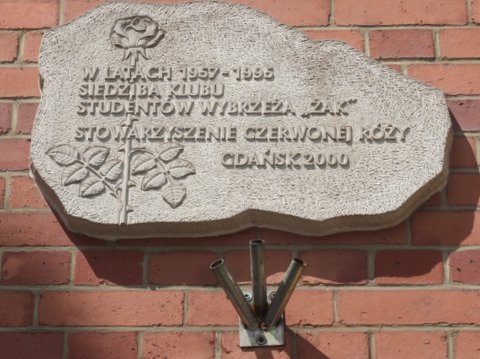 W LATACH 1957-1995
SIEDZIBA KLUBU
STUDENTÓW WYBRZEŻA „ŻAK”
STOWARZYSZENIE CZERWONEJ RÓŻY
GDAŃSK 2000